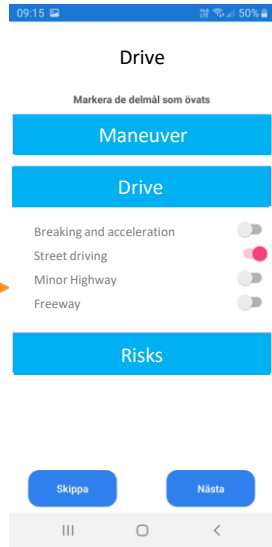 09:15 50%
Drive
Markera de delmål som övats
Maneuver
Drive
Breaking and acceleration
Street driving
Minor Highway
Freeway
Risks
Skippa Nästa